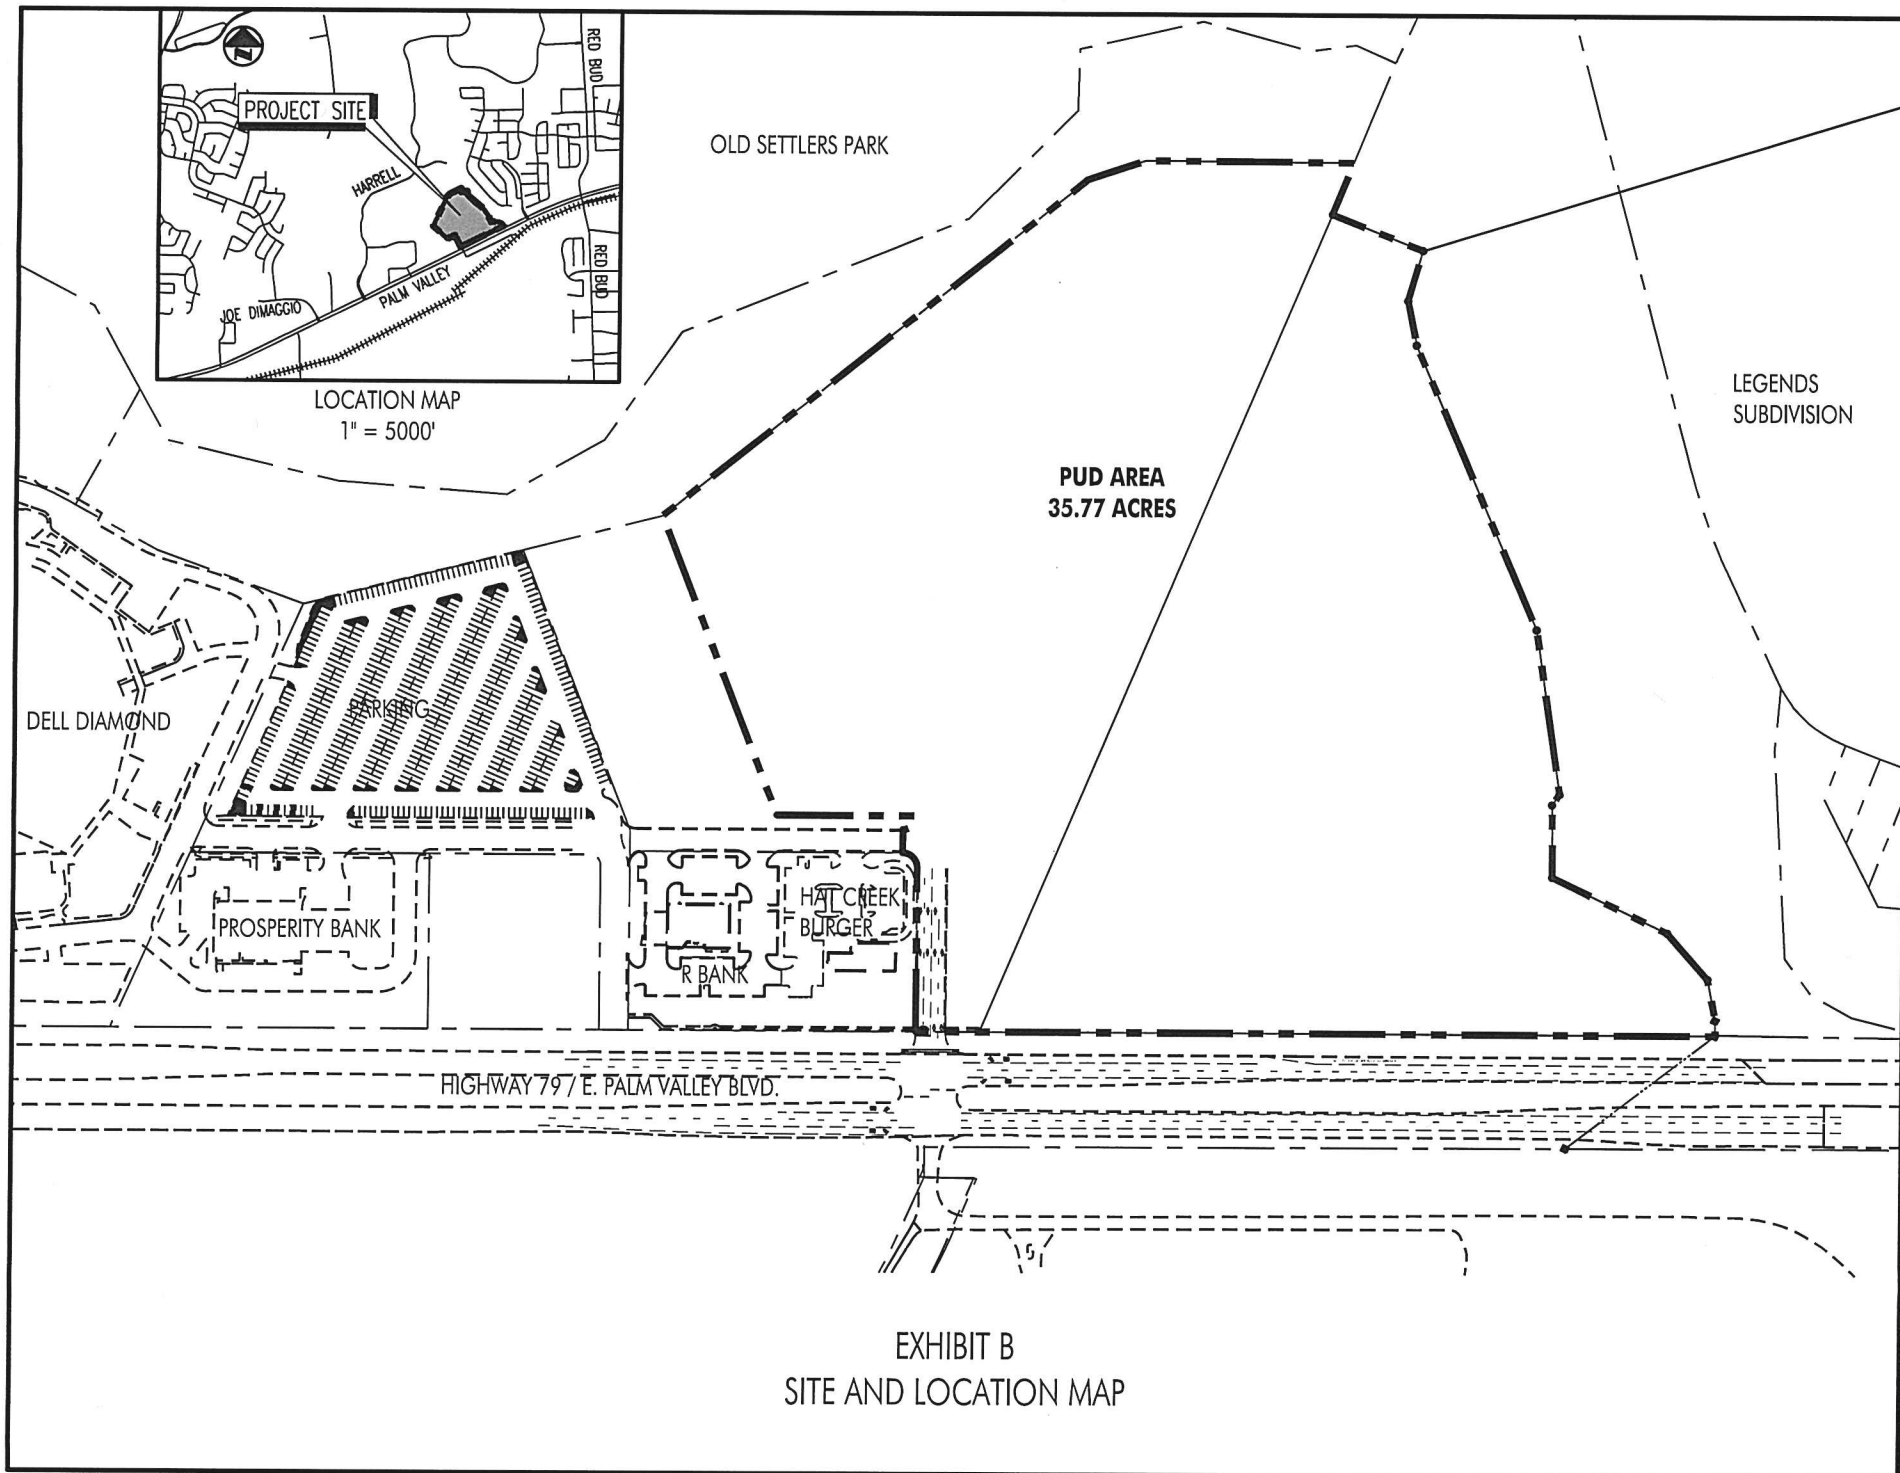 RED BUD
PROJECT SITE
HARRELL
RED BUD
PALM VALLEY
JOE DIMAGGIO
LOCATION MAP
1" = 5000'
OLD SETTLERS PARK
LEGENDS
SUBDIVISION
PUD AREA
35.77 ACRES
DELL DIAMOND
PARKING
PROSPERITY BANK
HAT CREEK
BURGER
R BANK
HIGHWAY 79 / E. PALM VALLEY BLVD.
EXHIBIT B
SITE AND LOCATION MAP